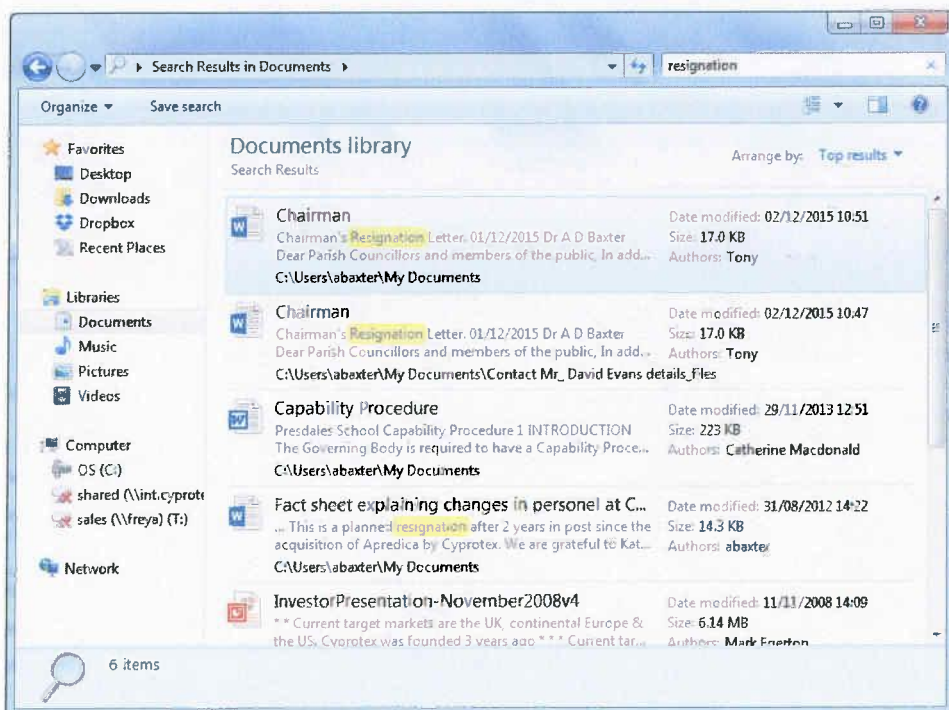 Search Results in Documents
resignation
Organize
Save search
Favorites
Desktop
Downloads
Dropbox
Recent Places
Libraries
Documents
Music
Pictures
Videos
Computer
OS (C:)
shared (\\int.cyprote
sales (\\freya) (T:)
Network
Documents library
Search Results
Arrange by: Top results
Chairman
Chairman's Resignation Letter. 01/12/2015 Dr A D Baxter
Dear Parish Councillors and members of the public, In add...
C:\Users\abaxter\My Documents
Date modified: 02/12/2015 10:51
Size: 17.0 KB
Authors: Tony
Chairman
Chairman's Resignation Letter. 01/12/2015 Dr A D Baxter
Dear Parish Councillors and members of the public, In add...
C:\Users\abaxter\My Documents\Contact Mr_ David Evans details_files
Date modified: 02/12/2015 10:47
Size: 17.0 KB
Authors: Tony
Capability Procedure
Presdales School Capability Procedure 1 INTRODUCTION
The Governing Body is required to have a Capability Proce...
C:\Users\abaxter\My Documents
Date modified: 29/11/2013 12:51
Size: 223 KB
Authors: Catherine Macdonald
Fact sheet explaining changes in personel at C...
... This is a planned resignation after 2 years in post since the
acquisition of Apredica by Cyprotex. We are grateful to Kat...
C:\Users\abaxter\My Documents
Date modified: 31/08/2012 14:22
Size: 14.3 KB
Authors: abaxter
InvestorPresentation-November2008v4
* * Current target markets are the UK, continental Europe &
the US. Cyprotex was founded 3 years ago * * * Current tar...
Date modified: 11/11/2008 14:09
Size: 6.14 MB
Authors: Mark Egerton
6 items